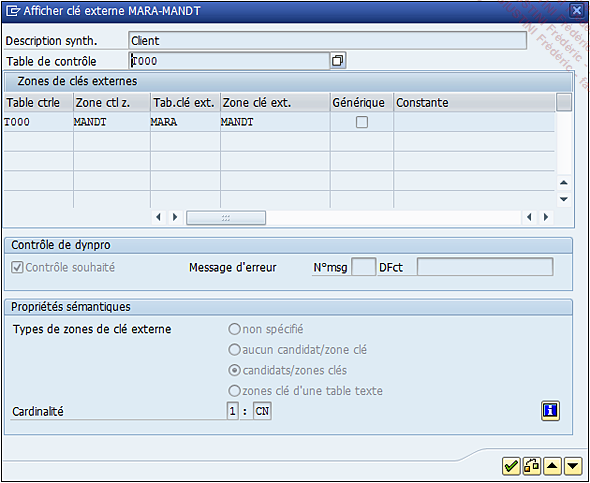 Afficher clé externe MARA-MANDT
Description synth. Client
Table de contrôle T000
Zones de clés externes
Table ctrle Zone ctl z. Tab.clé ext. Zone clé ext. Générique Constante
T000 MANDT MARA MANDT
Contrôle de dynpro
Contrôle souhaité Message d'erreur N°msg DFct
Propriétés sémantiques
Types de zones de clé externe non spécifié
aucun candidat/zone clé
candidats/zones clés
zones clé d'une table texte
Cardinalité 1 : CN